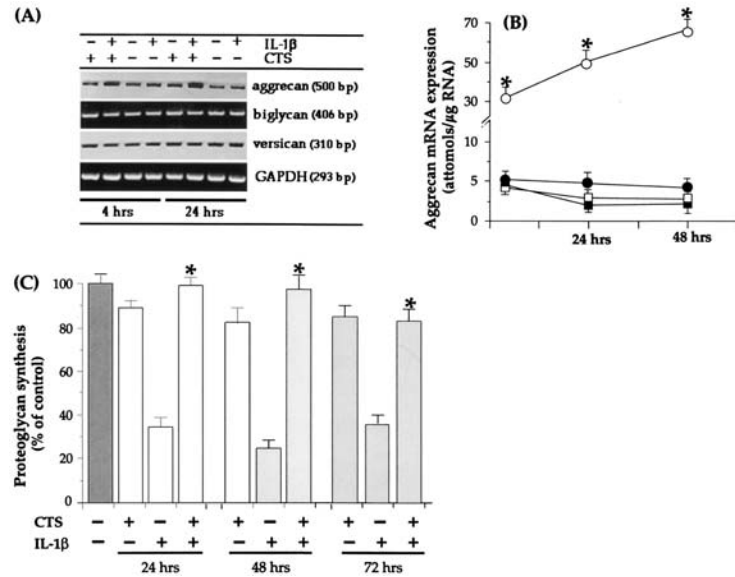 (A)
− + − + − + − + IL-1β
+ + − − + + − − CTS
aggrecan (500 bp)
biglycan (406 bp)
versican (310 bp)
GAPDH (293 bp)
4 hrs 24 hrs
(B)
Aggrecan mRNA expression
(attomols/µg RNA)
70
50
30
10
5
0
* * *
24 hrs 48 hrs
(C)
Proteoglycan synthesis
(% of control)
100
80
60
40
20
0
* * *
CTS − + − + + − + + − +
IL-1β − − + + − + + − + +
24 hrs 48 hrs 72 hrs